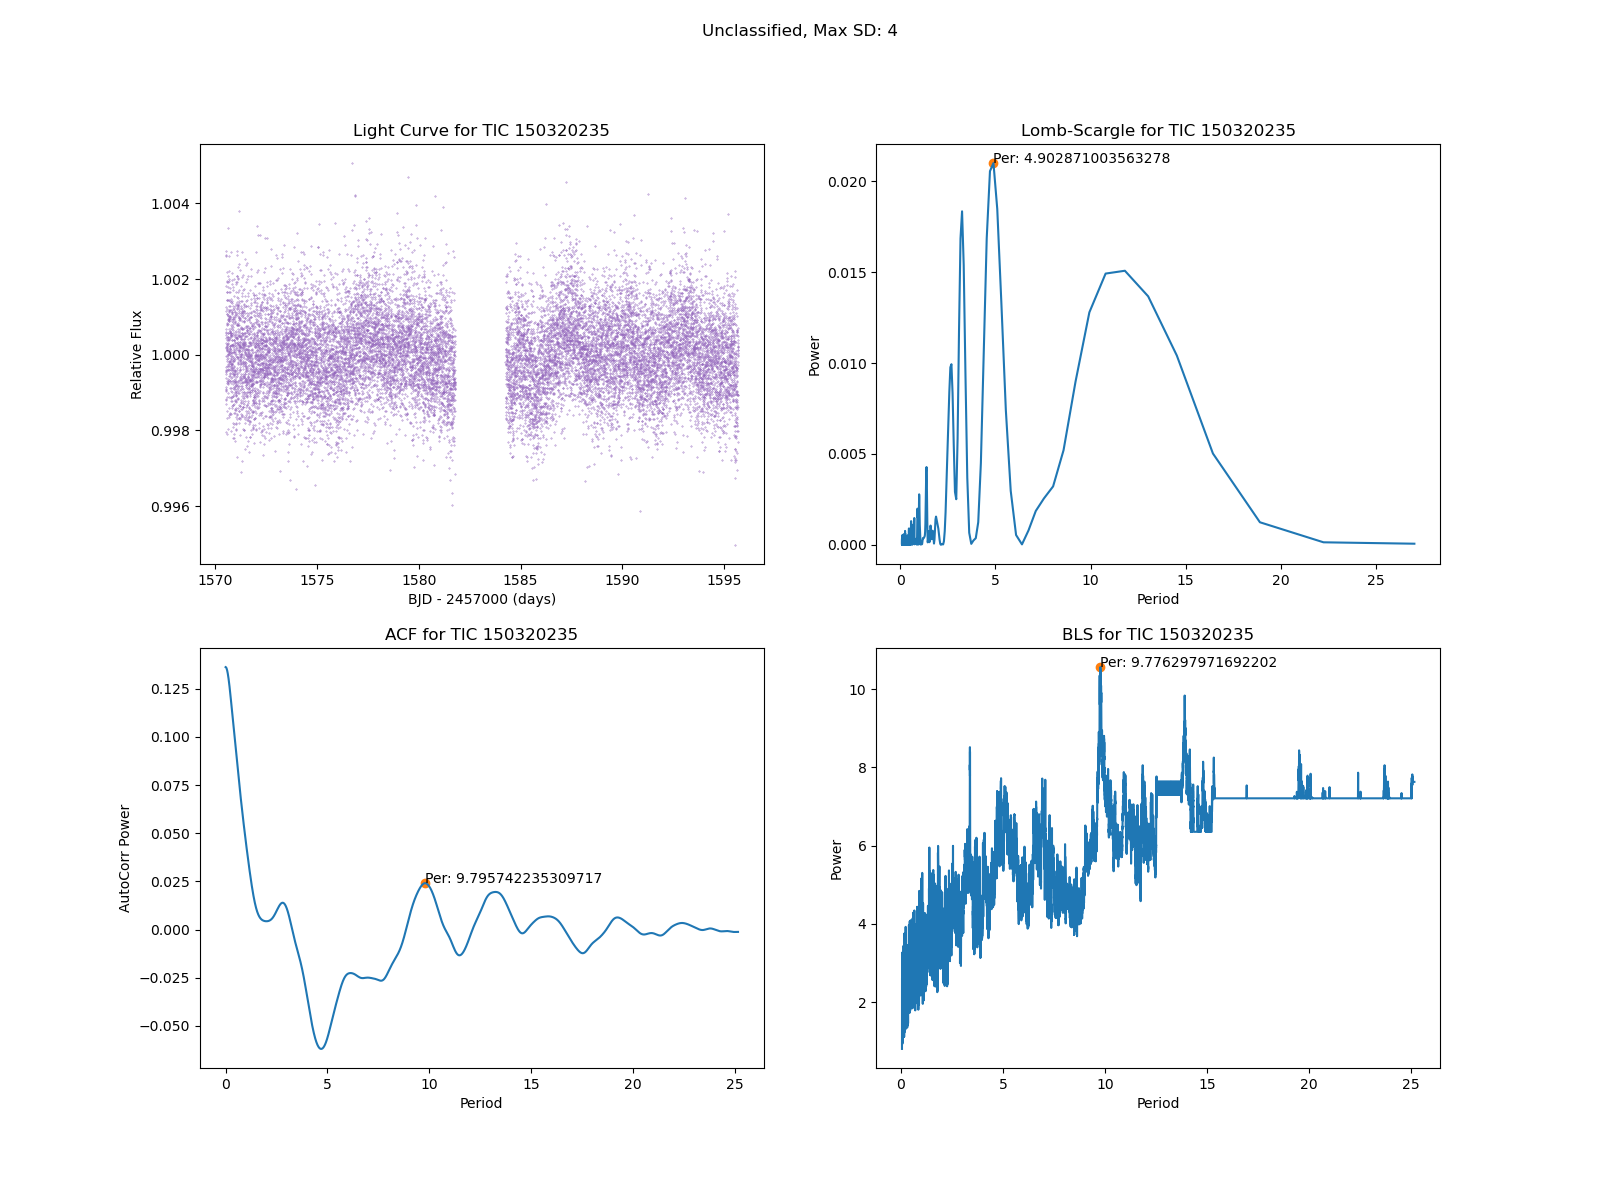 Unclassified, Max SD: 4
Light Curve for TIC 150320235
1.004
1.002
1.000
0.998
0.996
Relative Flux
1570
1575
1580
1585
1590
1595
BJD - 2457000 (days)
Lomb-Scargle for TIC 150320235
Per: 4.902871003563278
0.020
0.015
0.010
0.005
0.000
Power
0
5
10
15
20
25
Period
ACF for TIC 150320235
Per: 9.795742235309717
0.125
0.100
0.075
0.050
0.025
0.000
−0.025
−0.050
AutoCorr Power
0
5
10
15
20
25
Period
BLS for TIC 150320235
Per: 9.776297971692202
10
8
6
4
2
Power
0
5
10
15
20
25
Period